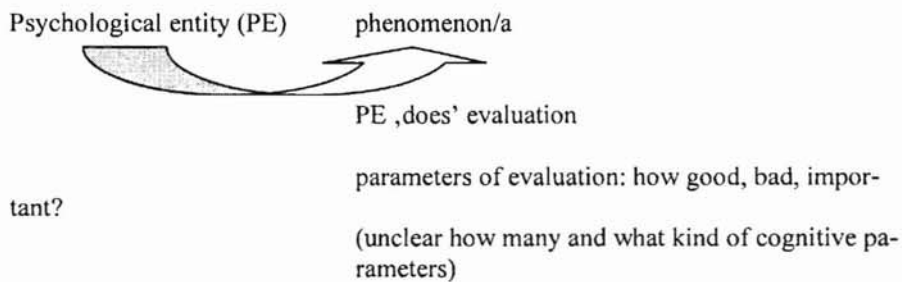 Psychological entity (PE) phenomenon/a
PE ‚does’ evaluation
parameters of evaluation: how good, bad, impor-
tant?
(unclear how many and what kind of cognitive pa-
rameters)